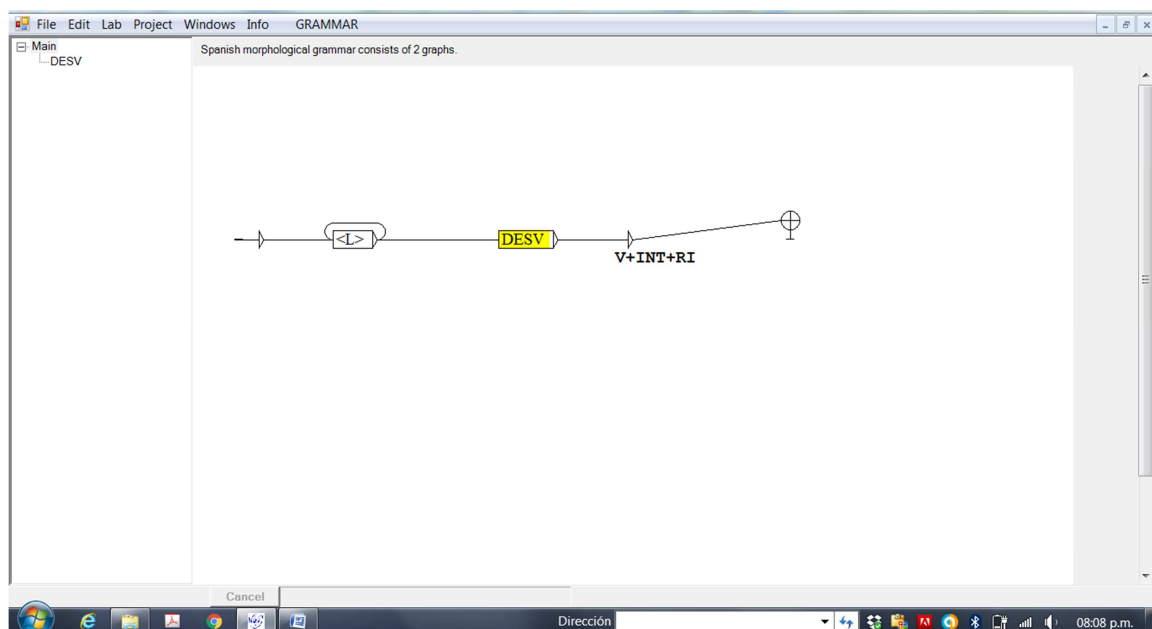 File Edit Lab Project Windows Info GRAMMAR
Main
DESV
Spanish morphological grammar consists of 2 graphs.
<L>
DESV
V+INT+RI
Cancel
Dirección
08:08 p.m.